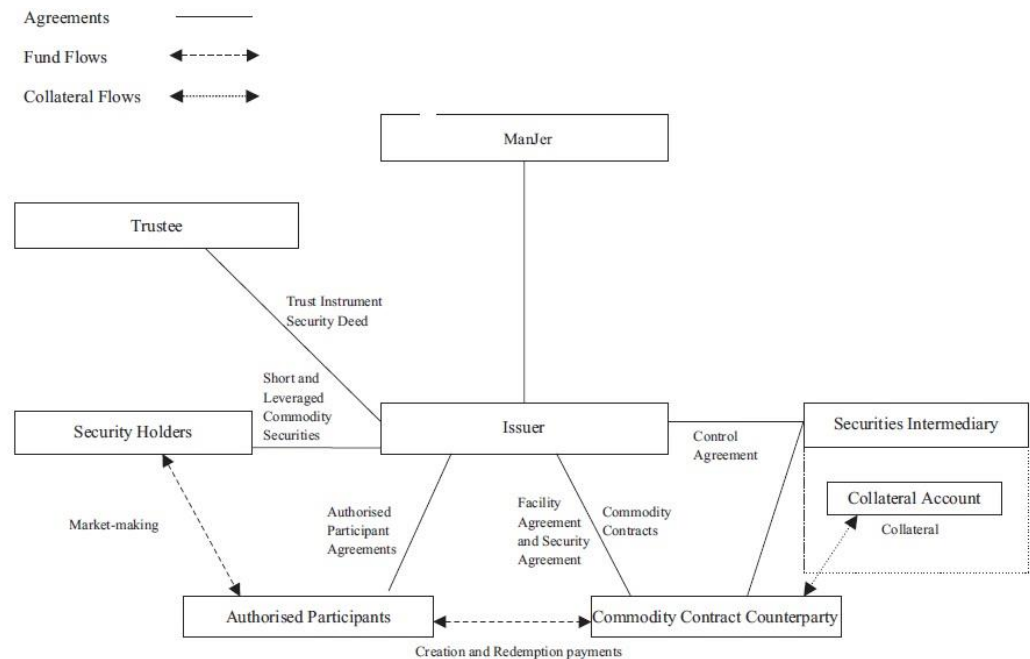 Agreements
Fund Flows
Collateral Flows
ManJer
Trustee
Trust Instrument
Security Deed
Short and
Leveraged
Commodity
Securities
Security Holders
Issuer
Securities Intermediary
Control
Agreement
Collateral Account
Collateral
Market-making
Authorised
Participant
Agreements
Facility
Agreement
and Security
Agreement
Commodity
Contracts
Authorised Participants
Commodity Contract Counterparty
Creation and Redemption payments